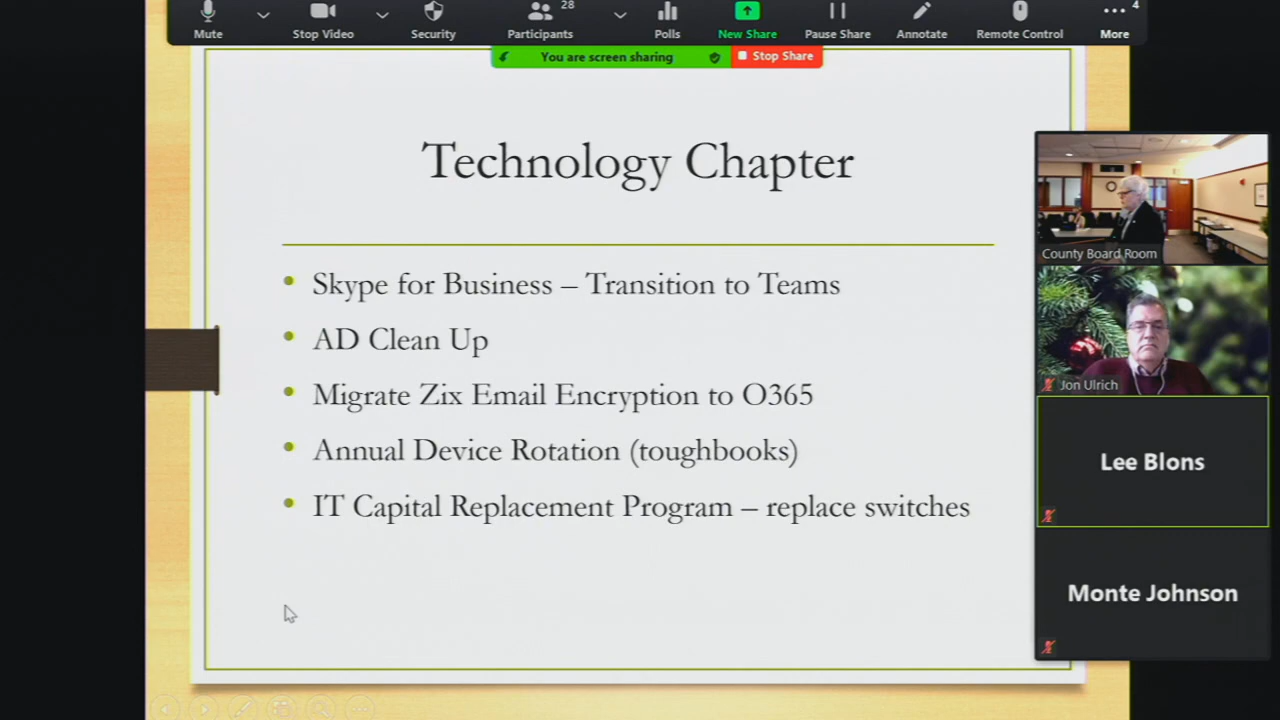 28
4
Mute
Stop Video
Security
Participants
Polls
New Share
Pause Share
Annotate
Remote Control
More
You are screen sharing
Stop Share
Technology Chapter
• Skype for Business – Transition to Teams
• AD Clean Up
• Migrate Zix Email Encryption to O365
• Annual Device Rotation (toughbooks)
• IT Capital Replacement Program – replace switches
County Board Room
Jon Ulrich
Lee Blons
Monte Johnson